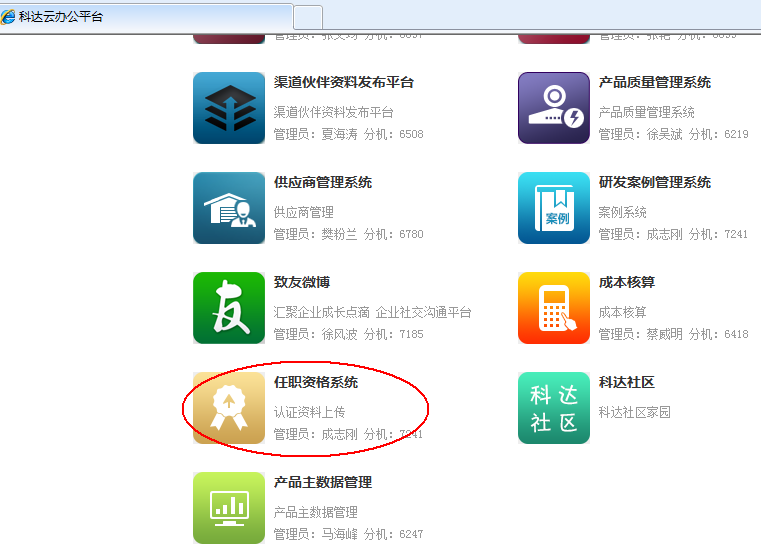 科达云办公平台
渠道伙伴资料发布平台
渠道伙伴资料发布平台
管理员：夏海涛 分机：6508
产品质量管理系统
产品质量管理系统
管理员：徐吴斌 分机：6219
供应商管理系统
供应商管理
管理员：樊粉兰 分机：6780
案例
研发案例管理系统
案例系统
管理员：成志刚 分机：7241
友
致友微博
汇聚企业成长点滴 企业社交沟通平台
管理员：徐风波 分机：7185
成本核算
成本核算
管理员：蔡威明 分机：6418
任职资格系统
认证资料上传
管理员：成志刚 分机：7241
科达
社区
科达社区
科达社区家园
产品主数据管理
产品主数据管理
管理员：马海峰 分机：6247